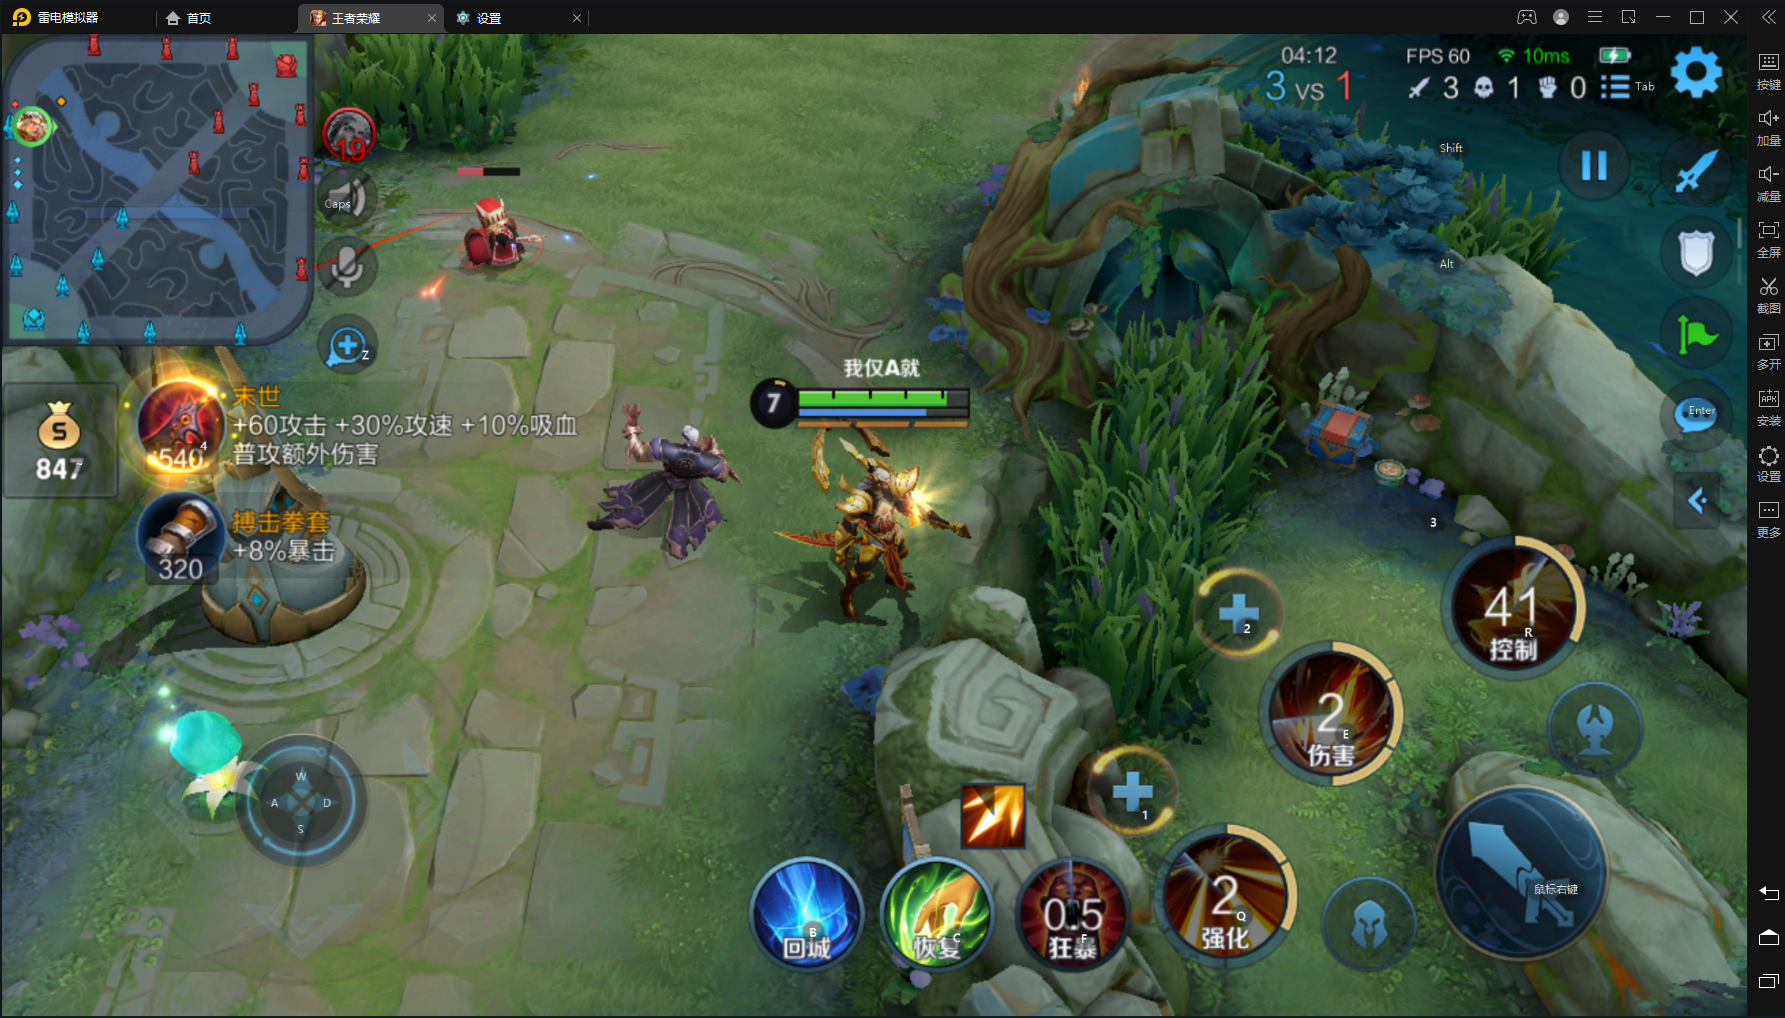 雷电模拟器
首页
王者荣耀
设置
04:12
FPS 60
10ms
3 vs 1
3
1
0
Tab
按键
加量
减量
全屏
截图
多开
安装
设置
更多
19
Caps
Shift
Alt
Z
Enter
3
847
末世
+60攻击 +30%攻速 +10%吸血
普攻额外伤害
4
540
搏击拳套
+8%暴击
320
我仅A就
7
W
A
D
S
2
41
R
控制
2
E
伤害
1
B
回城
C
恢复
0.5
F
狂暴
2
Q
强化
鼠标右键
APK